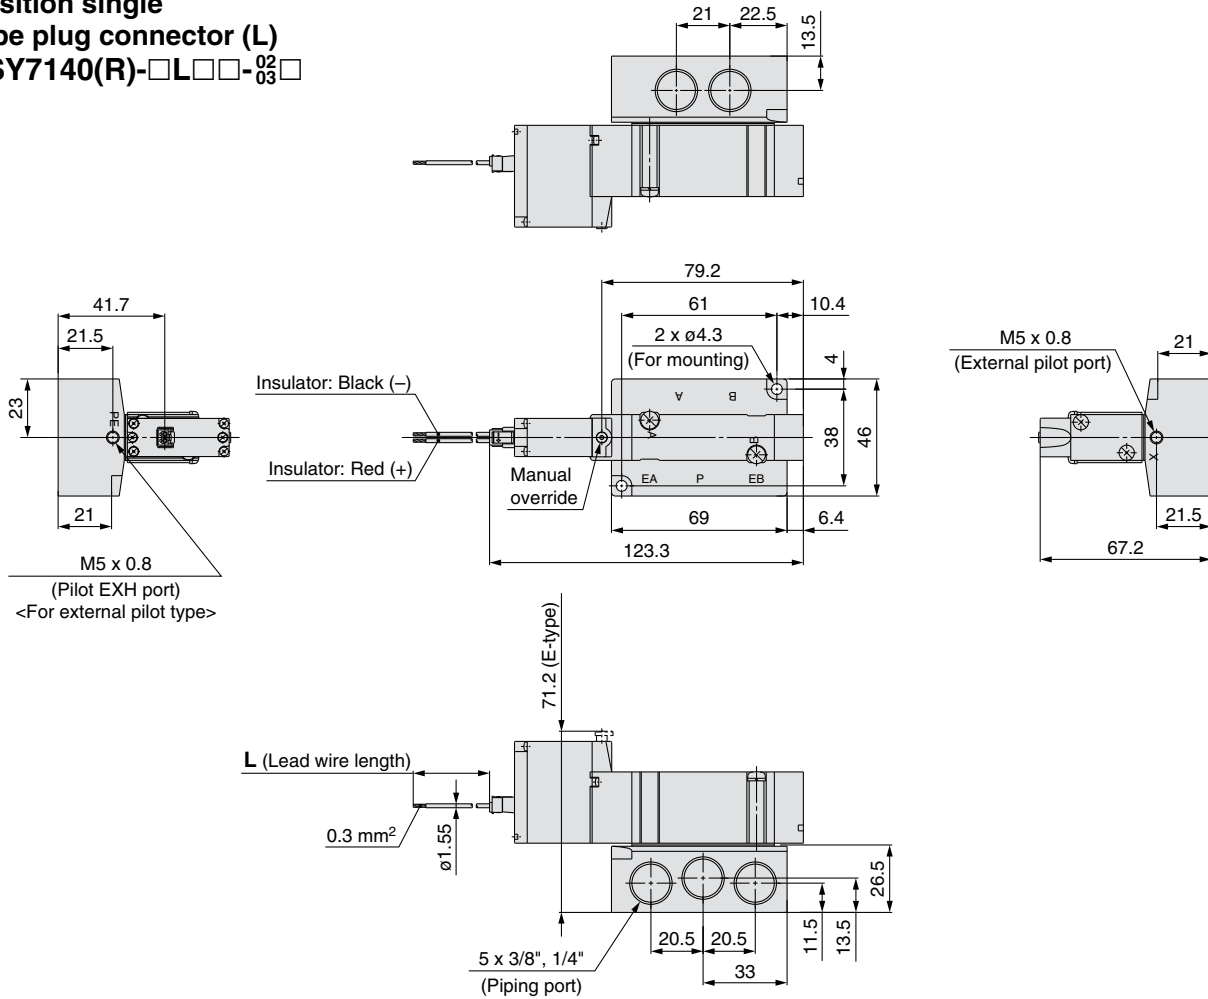 sition single
pe plug connector (L)
SY7140(R)-□L□□-02/03□
21
22.5
13.5
79.2
61
10.4
2 x ø4.3
(For mounting)
4
38
46
A
B
A
B
EA
P
EB
Insulator: Black (–)
Insulator: Red (+)
Manual
override
69
6.4
123.3
41.7
21.5
23
PE
21
M5 x 0.8
(Pilot EXH port)
<For external pilot type>
M5 x 0.8
(External pilot port)
21
X
21.5
67.2
71.2 (E-type)
L (Lead wire length)
0.3 mm²
ø1.55
26.5
11.5
13.5
20.5
20.5
33
5 x 3/8", 1/4"
(Piping port)